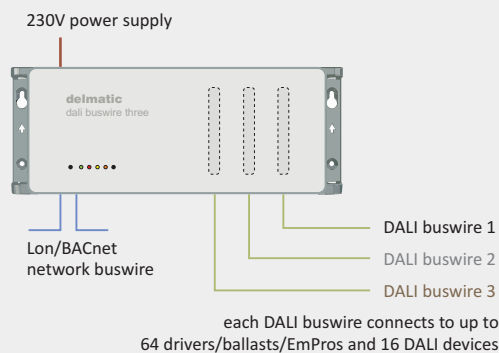 230V power supply
delmatic
dali buswire three
DALI buswire 1
Lon/BACnet
network buswire
DALI buswire 2
DALI buswire 3
each DALI buswire connects to up to
64 drivers/ballasts/EmPros and 16 DALI devices